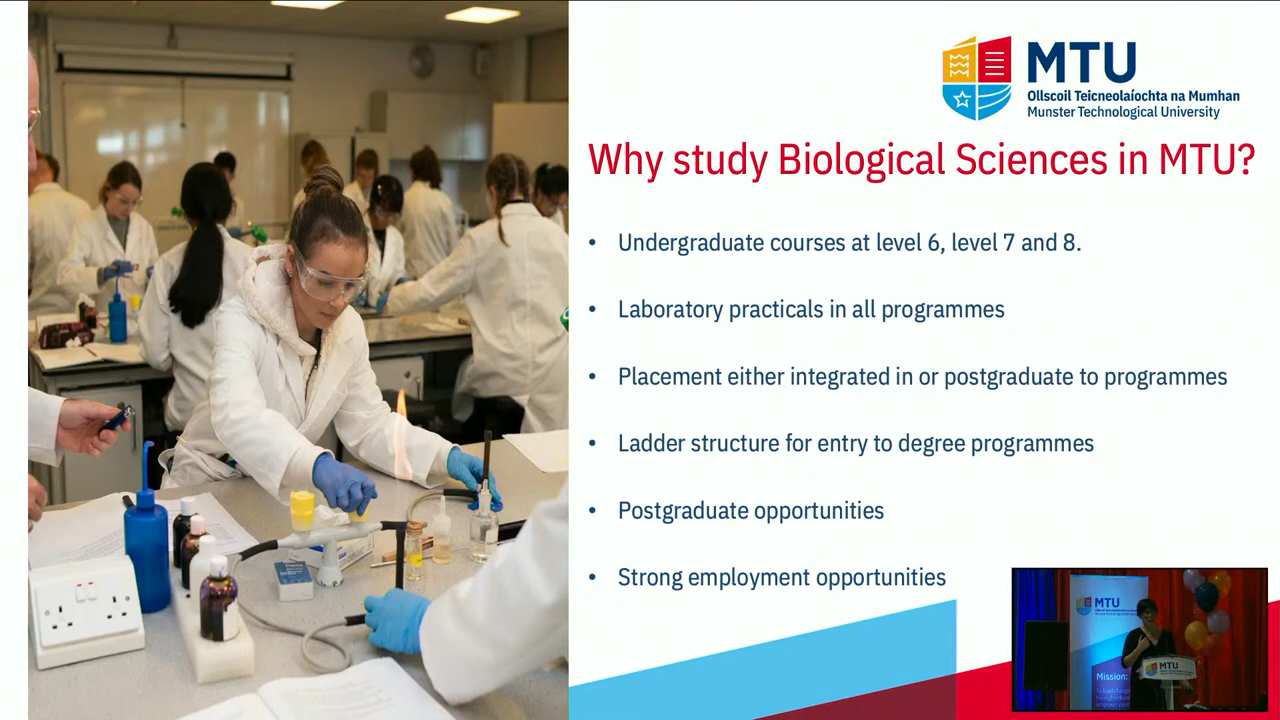 MTU
Ollscoil Teicneolaíochta na Mumhan
Munster Technological University
Why study Biological Sciences in MTU?
• Undergraduate courses at level 6, level 7 and 8.
• Laboratory practicals in all programmes
• Placement either integrated in or postgraduate to programmes
• Ladder structure for entry to degree programmes
• Postgraduate opportunities
• Strong employment opportunities
MTU
Mission:
MTU